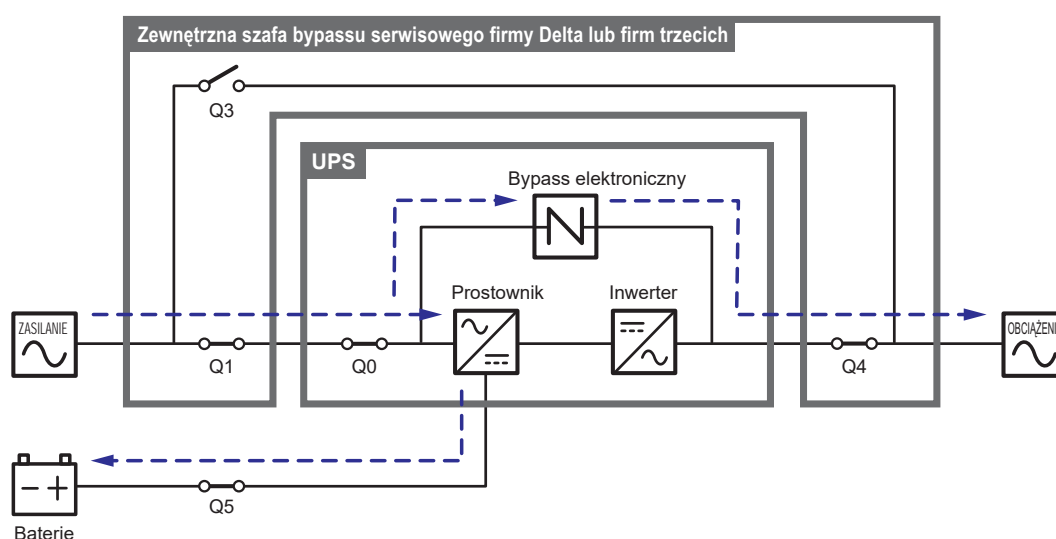 Zewnętrzna szafa bypassu serwisowego firmy Delta lub firm trzecich
Q3
UPS
Bypass elektroniczny
Prostownik
Inwerter
ZASILANIE
OBCIĄŻENI
Q1
Q0
Q4
Q5
Baterie